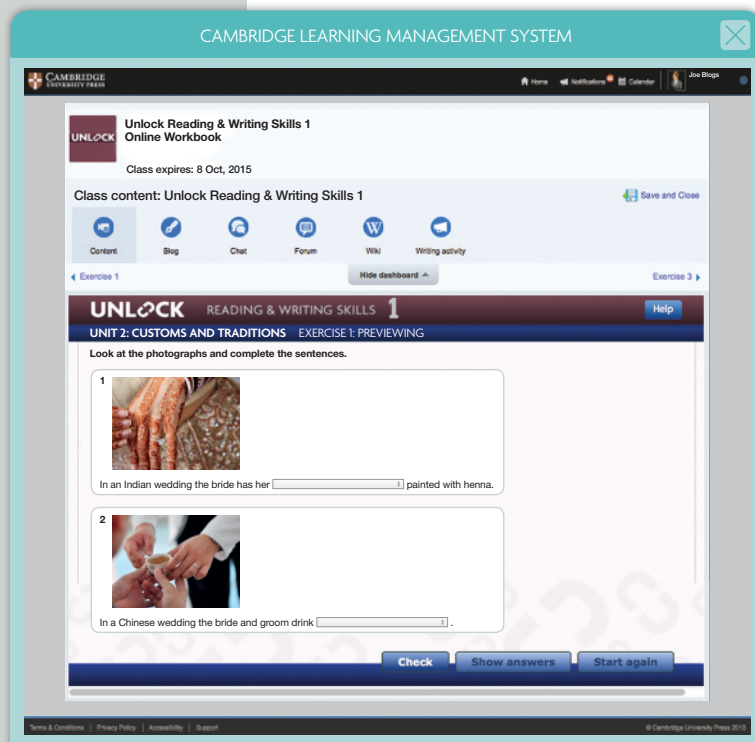 CAMBRIDGE LEARNING MANAGEMENT SYSTEM
CAMBRIDGE
UNIVERSITY PRESS
Home Notifications Calendar Joe Blogs
UNLOCK
Unlock Reading & Writing Skills 1
Online Workbook
Class expires: 8 Oct, 2015
Class content: Unlock Reading & Writing Skills 1
Save and Close
Content Blog Chat Forum Wiki Writing activity
Exercise 1 Hide dashboard Exercise 3
UNLOCK READING & WRITING SKILLS 1 Help
UNIT 2: CUSTOMS AND TRADITIONS EXERCISE 1: PREVIEWING
Look at the photographs and complete the sentences.
1
In an Indian wedding the bride has her painted with henna.
2
In a Chinese wedding the bride and groom drink .
Check Show answers Start again
Terms & Conditions | Privacy Policy | Accessibility | Support © Cambridge University Press 2013